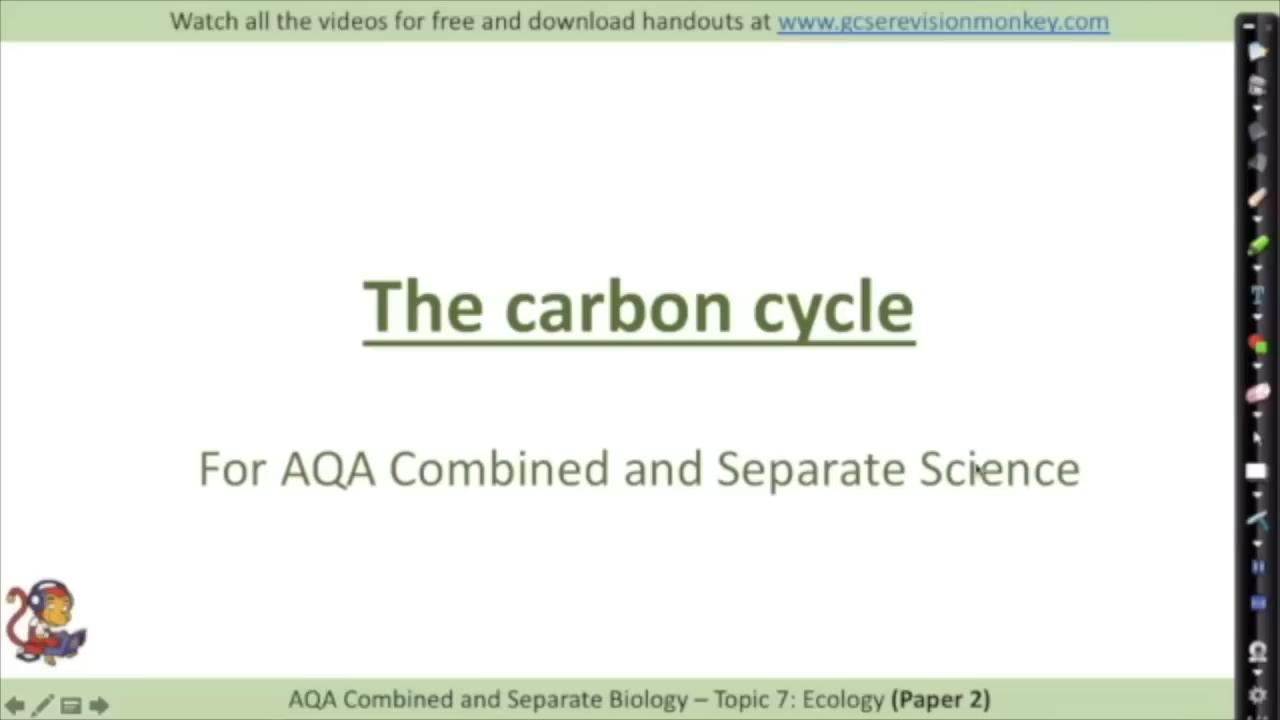 Watch all the videos for free and download handouts at www.gcserevisionmonkey.com
The carbon cycle
For AQA Combined and Separate Science
AQA Combined and Separate Biology – Topic 7: Ecology (Paper 2)